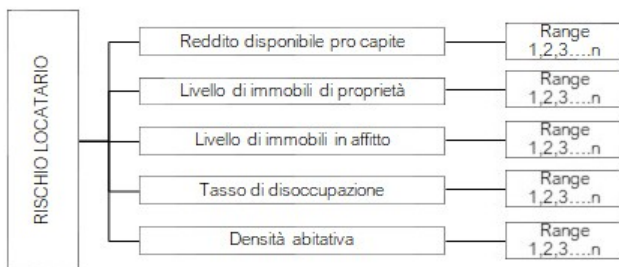 RISCHIO LOCATARIO
Reddito disponibile pro capite
Range
1,2,3....n
Livello di immobili di proprietà
Range
1,2,3....n
Livello di immobili in affitto
Range
1,2,3....n
Tasso di disoccupazione
Range
1,2,3....n
Densità abitativa
Range
1,2,3....n